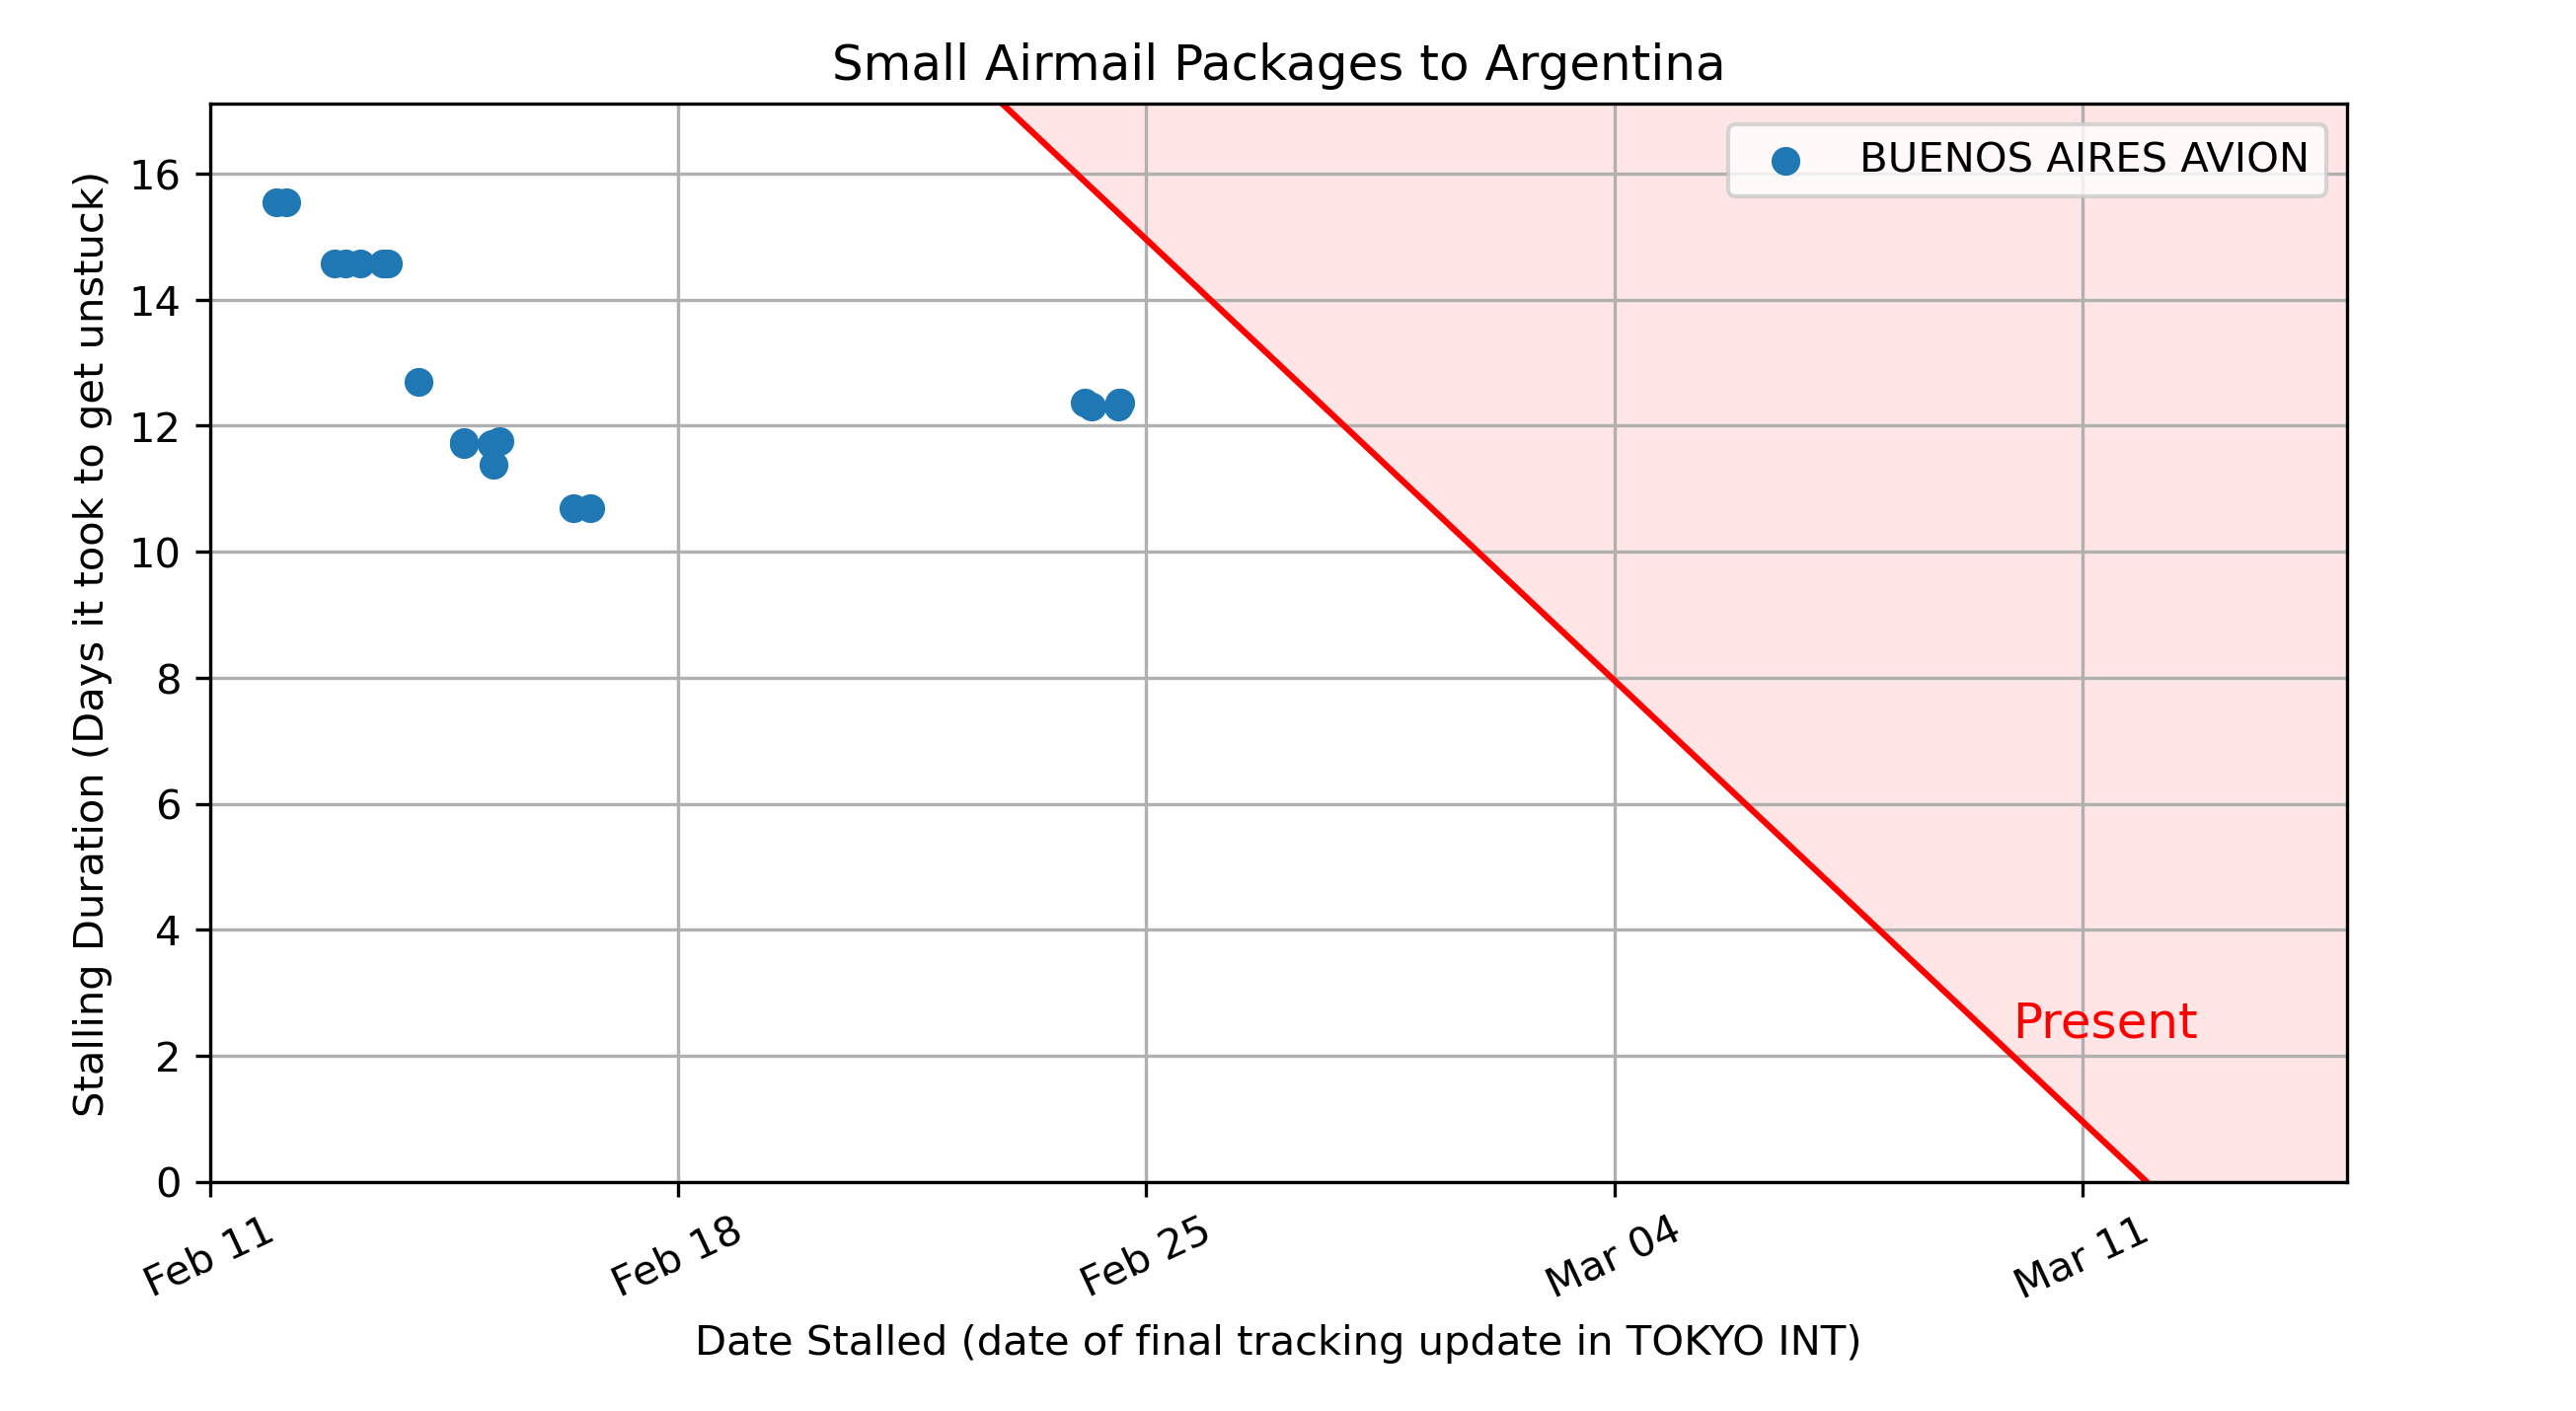 Small Airmail Packages to Argentina
BUENOS AIRES AVION
Stalling Duration (Days it took to get unstuck)
16
14
12
10
8
6
4
2
0
Present
Feb 11
Feb 18
Feb 25
Mar 04
Mar 11
Date Stalled (date of final tracking update in TOKYO INT)